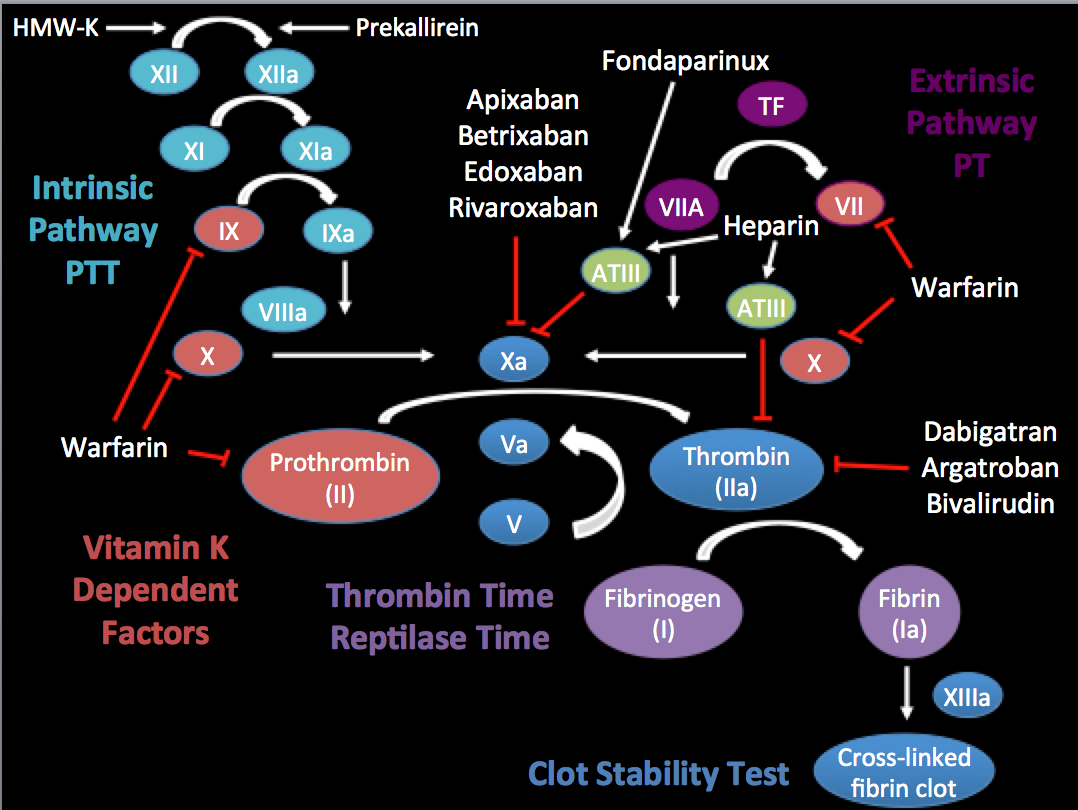 HMW-K
Prekallirein
XII
XIIa
XI
XIa
Intrinsic
Pathway
PTT
IX
IXa
VIIIa
X
Apixaban
Betrixaban
Edoxaban
Rivaroxaban
Fondaparinux
TF
Extrinsic
Pathway
PT
VIIA
VII
Heparin
ATIII
ATIII
Warfarin
Xa
X
Warfarin
Prothrombin
(II)
Va
V
Thrombin
(IIa)
Dabigatran
Argatroban
Bivalirudin
Vitamin K
Dependent
Factors
Thrombin Time
Reptilase Time
Fibrinogen
(I)
Fibrin
(Ia)
XIIIa
Clot Stability Test
Cross-linked
fibrin clot